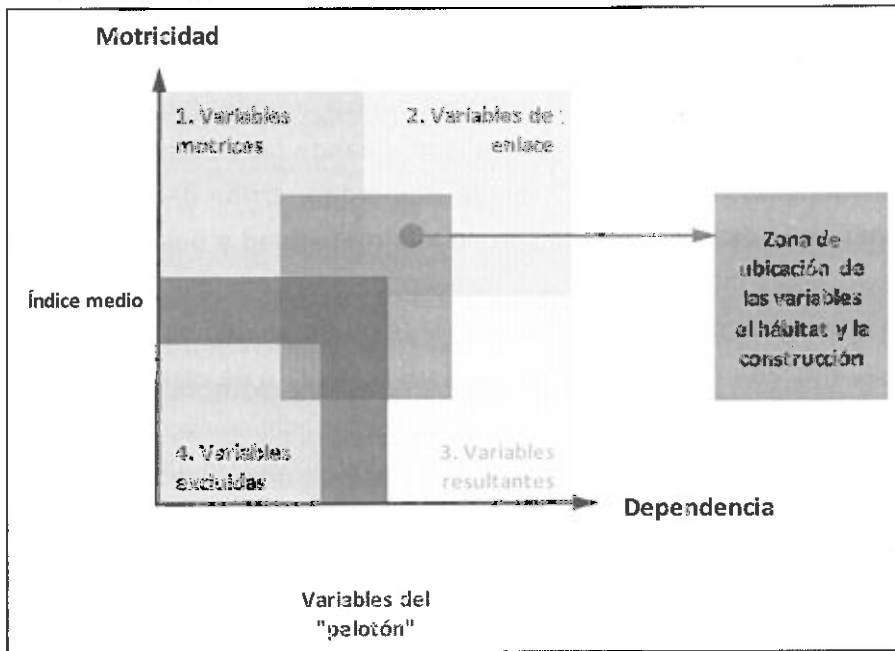 Motricidad
1. Variables
motrices
2. Variables de
enlace
Zona de
ubicación de
las variables
el hábitat y la
construcción
Índice medio
4. Variables
excluidas
3. Variables
resultantes
Dependencia
Variables del
"pelotón"